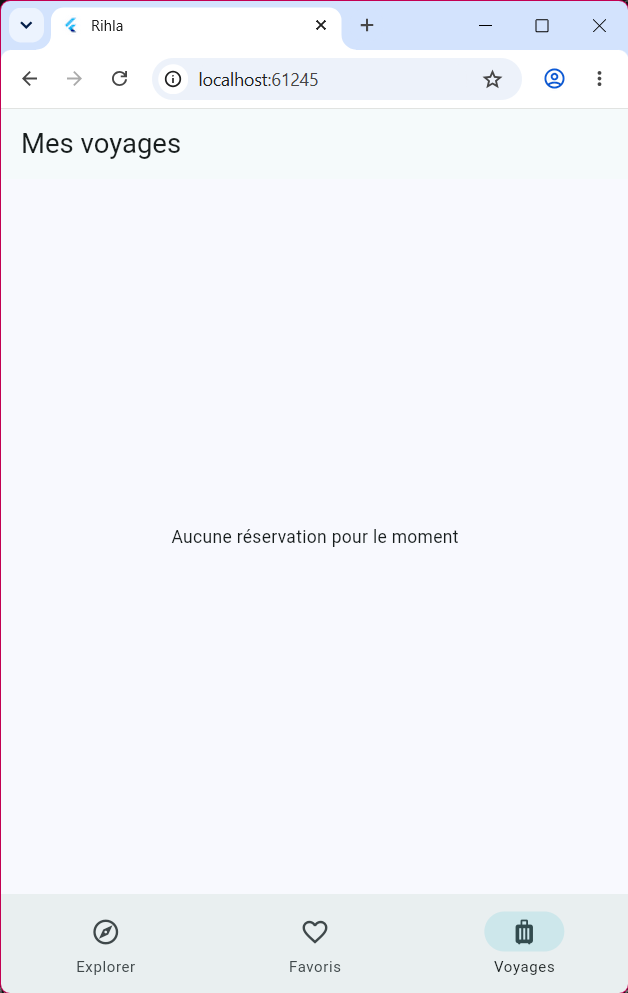 Rihla
localhost:61245
Mes voyages
Aucune réservation pour le moment
Explorer
Favoris
Voyages